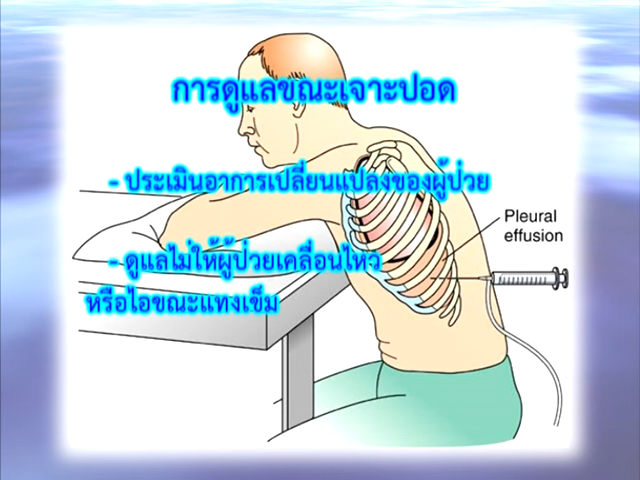 การดูแลขณะเจาะปอด
- ประเมินอาการเปลี่ยนแปลงของผู้ป่วย
Pleural
effusion
- ดูแลไม่ให้ผู้ป่วยเคลื่อนไหว
หรือไอขณะแทงเข็ม